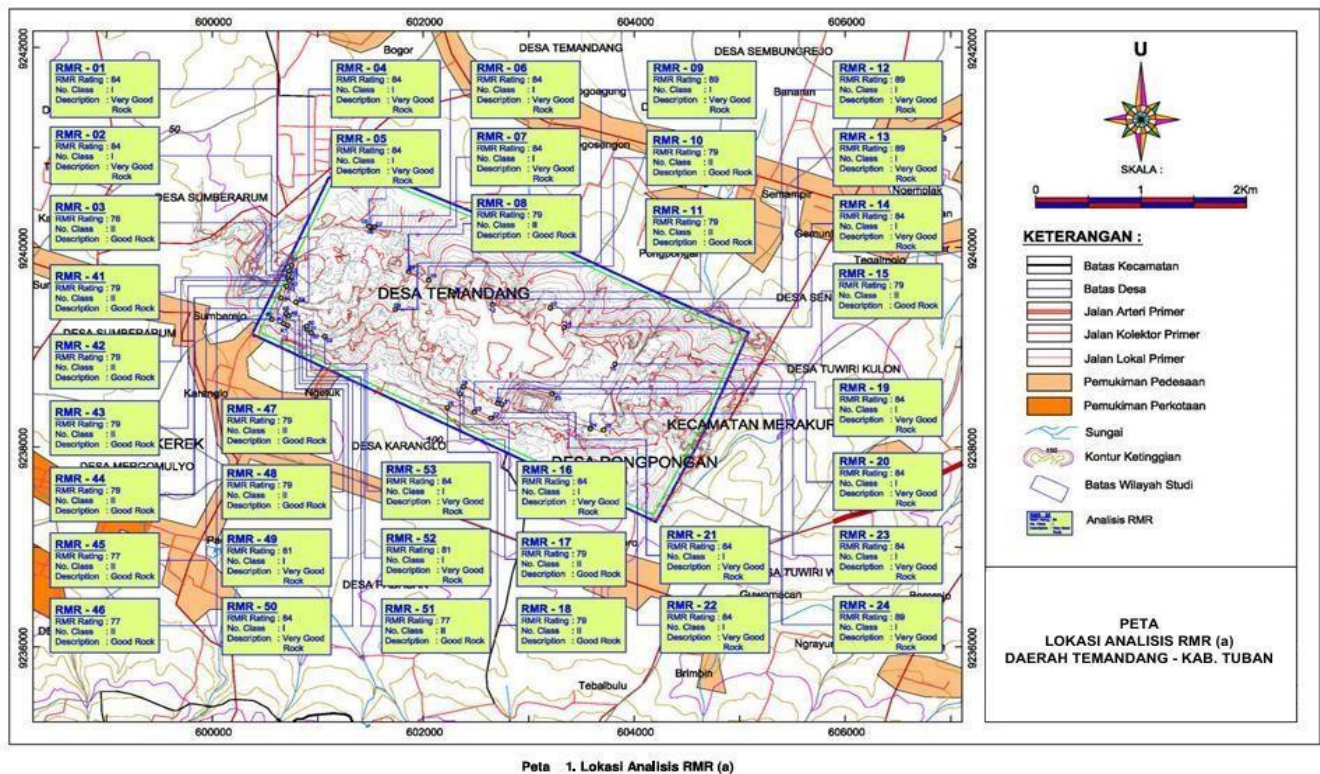 600000 602000 604000 606000
9242000
9240000
9238000
9236000
9242000
9240000
9238000
9236000
Bogor
DESA TEMANDANG
DESA SEMBUNGREJO
Bananan
RMR - 01
RMR Rating : 84
No. Class : I
Description : Very Good
Rock
RMR - 04
RMR Rating : 84
No. Class : I
Description : Very Good
Rock
RMR - 06
RMR Rating : 84
No. Class : I
Description : Very Good
Rock
RMR - 09
RMR Rating : 89
No. Class : I
Description : Very Good
Rock
RMR - 12
RMR Rating : 89
No. Class : I
Description : Very Good
Rock
50
RMR - 02
RMR Rating : 84
No. Class : I
Description : Very Good
Rock
RMR - 05
RMR Rating : 84
No. Class : I
Description : Very Good
Rock
RMR - 07
RMR Rating : 84
No. Class : I
Description : Very Good
Rock
RMR - 10
RMR Rating : 79
No. Class : II
Description : Good Rock
RMR - 13
RMR Rating : 89
No. Class : I
Description : Very Good
Rock
DESA SUMBERARUM
Semampir
Noemplak
RMR - 03
RMR Rating : 76
No. Class : II
Description : Good Rock
RMR - 08
RMR Rating : 79
No. Class : II
Description : Good Rock
RMR - 11
RMR Rating : 79
No. Class : II
Description : Good Rock
RMR - 14
RMR Rating : 84
No. Class : I
Description : Very Good
Rock
Pongpongan
Tegalmojo
RMR - 41
RMR Rating : 79
No. Class : II
Description : Good Rock
RMR - 15
RMR Rating : 79
No. Class : II
Description : Good Rock
DESA TEMANDANG
DESA SEN
Sumberejo
DESA SUMBERARUM
RMR - 42
RMR Rating : 79
No. Class : II
Description : Good Rock
DESA TUWIRI KULON
Karanglo
Ngesuk
RMR - 43
RMR Rating : 79
No. Class : II
Description : Good Rock
RMR - 47
RMR Rating : 79
No. Class : II
Description : Good Rock
RMR - 19
RMR Rating : 84
No. Class : I
Description : Very Good
Rock
KECAMATAN MERAKUR
KEREK
DESA KARANGLO
100
DESA MERGOMULYO
DESA PONGPONGAN
RMR - 44
RMR Rating : 79
No. Class : II
Description : Good Rock
RMR - 48
RMR Rating : 79
No. Class : II
Description : Good Rock
RMR - 53
RMR Rating : 84
No. Class : I
Description : Very Good
Rock
RMR - 16
RMR Rating : 84
No. Class : I
Description : Very Good
Rock
RMR - 20
RMR Rating : 84
No. Class : I
Description : Very Good
Rock
RMR - 45
RMR Rating : 77
No. Class : II
Description : Good Rock
RMR - 49
RMR Rating : 81
No. Class : I
Description : Very Good
Rock
RMR - 52
RMR Rating : 81
No. Class : I
Description : Very Good
Rock
RMR - 17
RMR Rating : 79
No. Class : II
Description : Good Rock
RMR - 21
RMR Rating : 84
No. Class : I
Description : Very Good
Rock
RMR - 23
RMR Rating : 84
No. Class : I
Description : Very Good
Rock
Guwomacan
RMR - 46
RMR Rating : 77
No. Class : II
Description : Good Rock
RMR - 50
RMR Rating : 84
No. Class : I
Description : Very Good
Rock
RMR - 51
RMR Rating : 77
No. Class : II
Description : Good Rock
RMR - 18
RMR Rating : 79
No. Class : II
Description : Good Rock
RMR - 22
RMR Rating : 84
No. Class : I
Description : Very Good
Rock
RMR - 24
RMR Rating : 89
No. Class : I
Description : Very Good
Rock
Brimbin
Tebalbulu
600000 602000 604000 606000
U
SKALA :
0 1 2Km
KETERANGAN :
Batas Kecamatan
Batas Desa
Jalan Arteri Primer
Jalan Kolektor Primer
Jalan Lokal Primer
Pemukiman Pedesaan
Pemukiman Perkotaan
Sungai
150
Kontur Ketinggian
Batas Wilayah Studi
Analisis RMR
PETA
LOKASI ANALISIS RMR (a)
DAERAH TEMANDANG - KAB. TUBAN
Peta 1. Lokasi Analisis RMR (a)